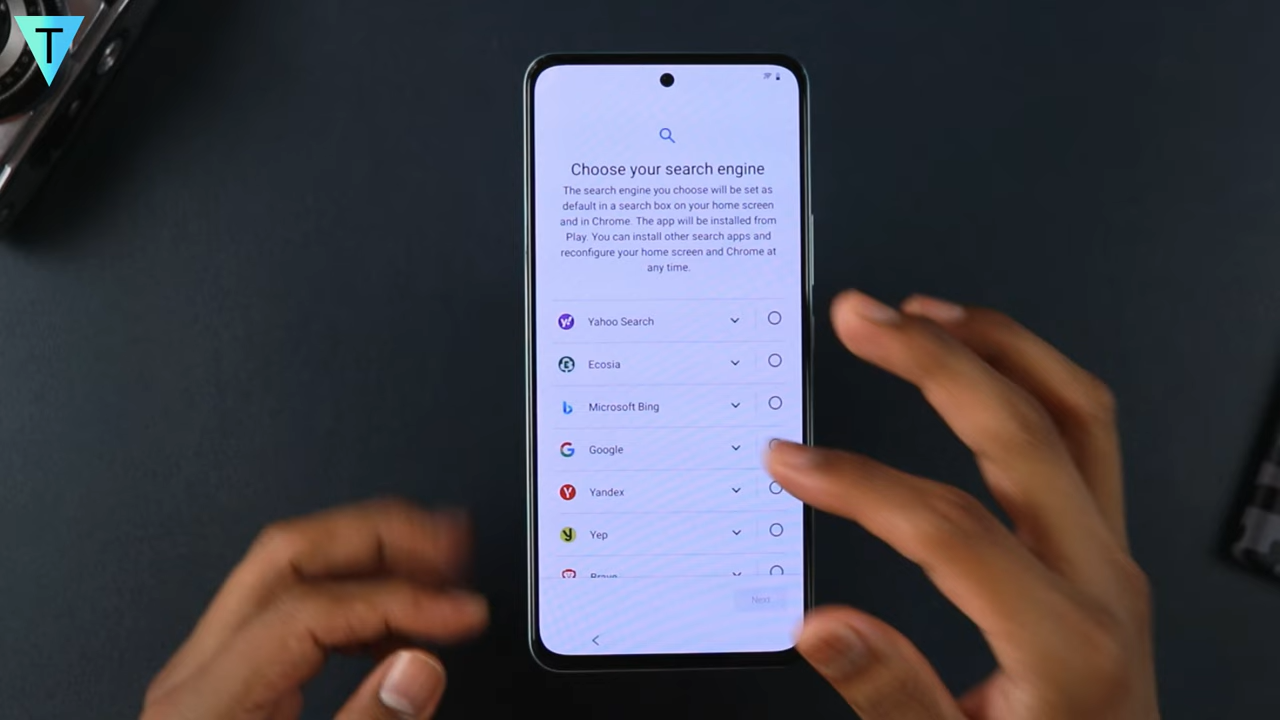 T
Choose your search engine
The search engine you choose will be set as
default in a search box on your home screen
and in Chrome. The app will be installed from
Play. You can install other search apps and
reconfigure your home screen and Chrome at
any time.
Yahoo Search
Ecosia
Microsoft Bing
Google
Yandex
Yep
Brave
Next